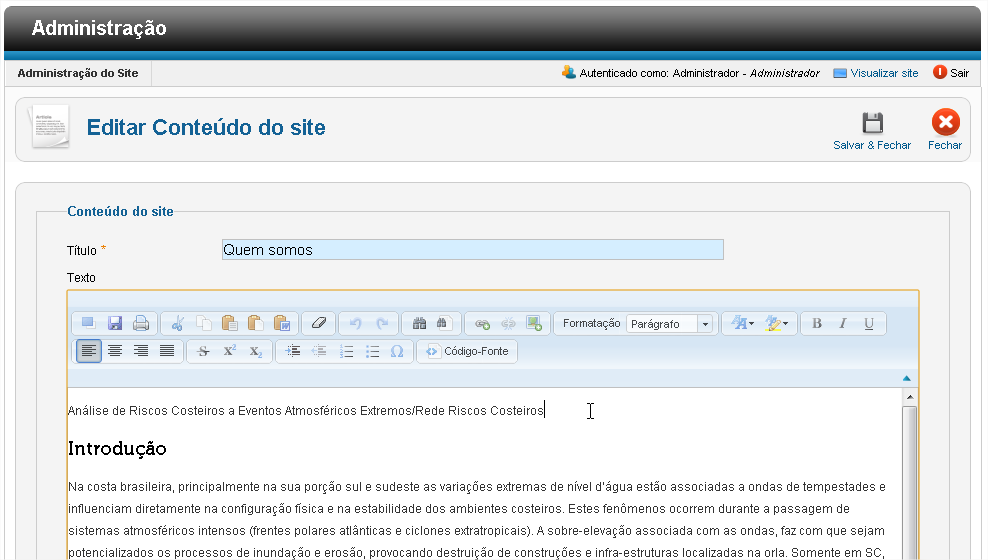 Administração
Administração do Site
Autenticado como: Administrador - Administrador
Visualizar site
Sair
Editar Conteúdo do site
Salvar & Fechar
Fechar
Conteúdo do site
Título *
Quem somos
Texto
Formatação
Parágrafo
B I U
S X² X₂
Ω
Código-Fonte
Análise de Riscos Costeiros a Eventos Atmosféricos Extremos/Rede Riscos Costeiros
Introdução
Na costa brasileira, principalmente na sua porção sul e sudeste as variações extremas de nível d'água estão associadas a ondas de tempestades e
influenciam diretamente na configuração física e na estabilidade dos ambientes costeiros. Estes fenômenos ocorrem durante a passagem de
sistemas atmosféricos intensos (frentes polares atlânticas e ciclones extratropicais). A sobre-elevação associada com as ondas, faz com que sejam
potencializados os processos de inundação e erosão, provocando destruição de construções e infra-estruturas localizadas na orla. Somente em SC,